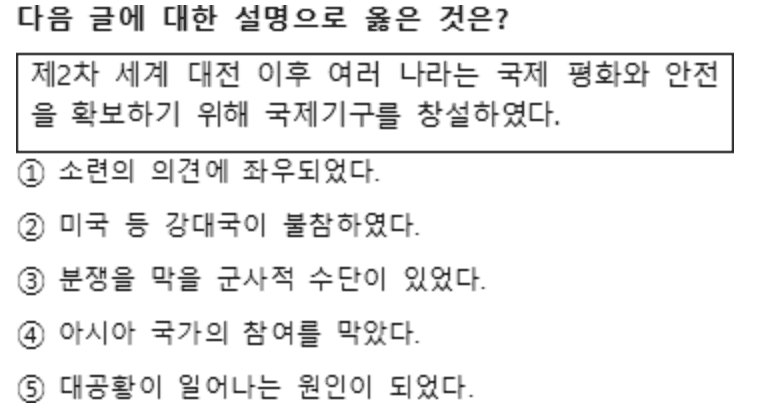 다음 글에 대한 설명으로 옳은 것은?
제2차 세계 대전 이후 여러 나라는 국제 평화와 안전
을 확보하기 위해 국제기구를 창설하였다.
① 소련의 의견에 좌우되었다.
② 미국 등 강대국이 불참하였다.
③ 분쟁을 막을 군사적 수단이 있었다.
④ 아시아 국가의 참여를 막았다.
⑤ 대공황이 일어나는 원인이 되었다.